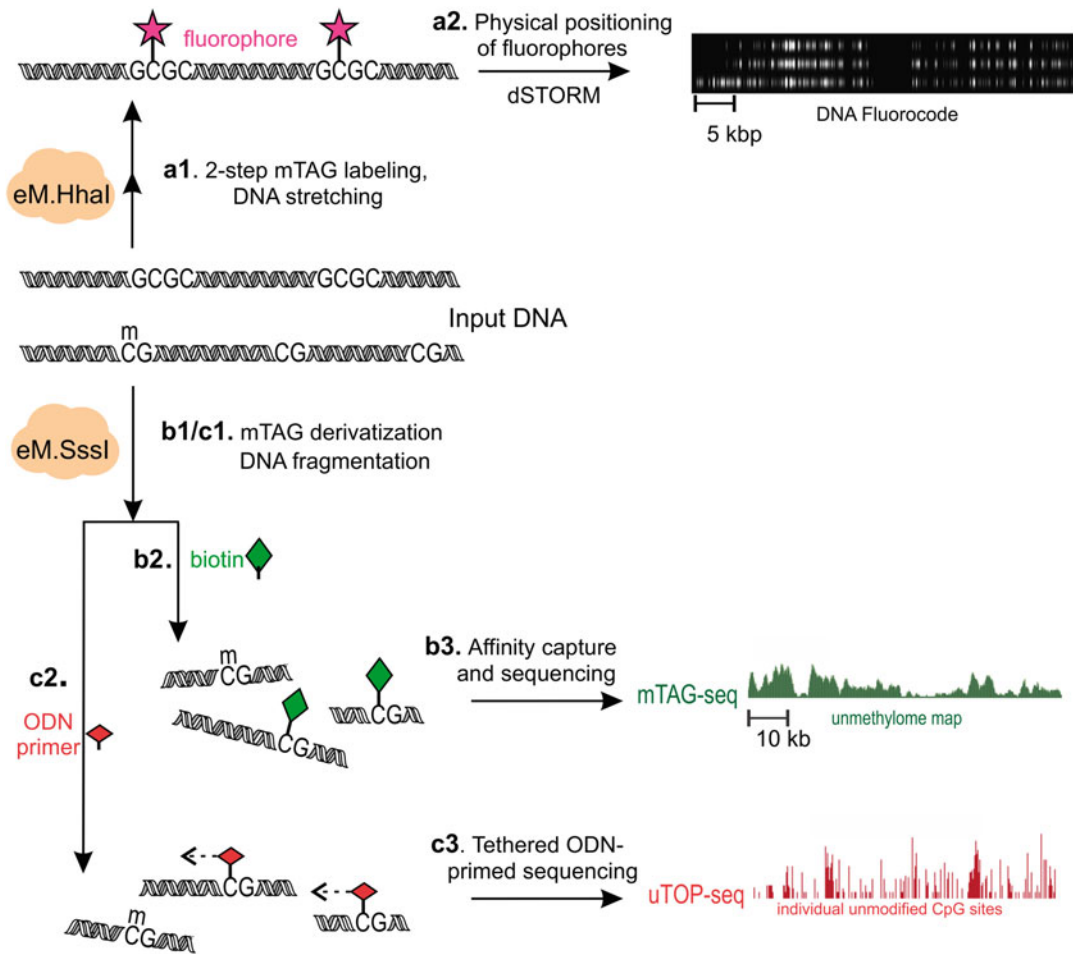 fluorophore
GCGC GCGC
a2. Physical positioning
of fluorophores
dSTORM
DNA Fluorocode
5 kbp
eM.HhaI
a1. 2-step mTAG labeling,
DNA stretching
GCGC GCGC
Input DNA
m
CG CG CG
eM.SssI
b1/c1. mTAG derivatization
DNA fragmentation
b2. biotin
c2.
ODN
primer
m
CG
CG
CG
b3. Affinity capture
and sequencing
mTAG-seq
unmethylome map
10 kb
CG
CG
m
CG
c3. Tethered ODN-
primed sequencing
uTOP-seq
individual unmodified CpG sites